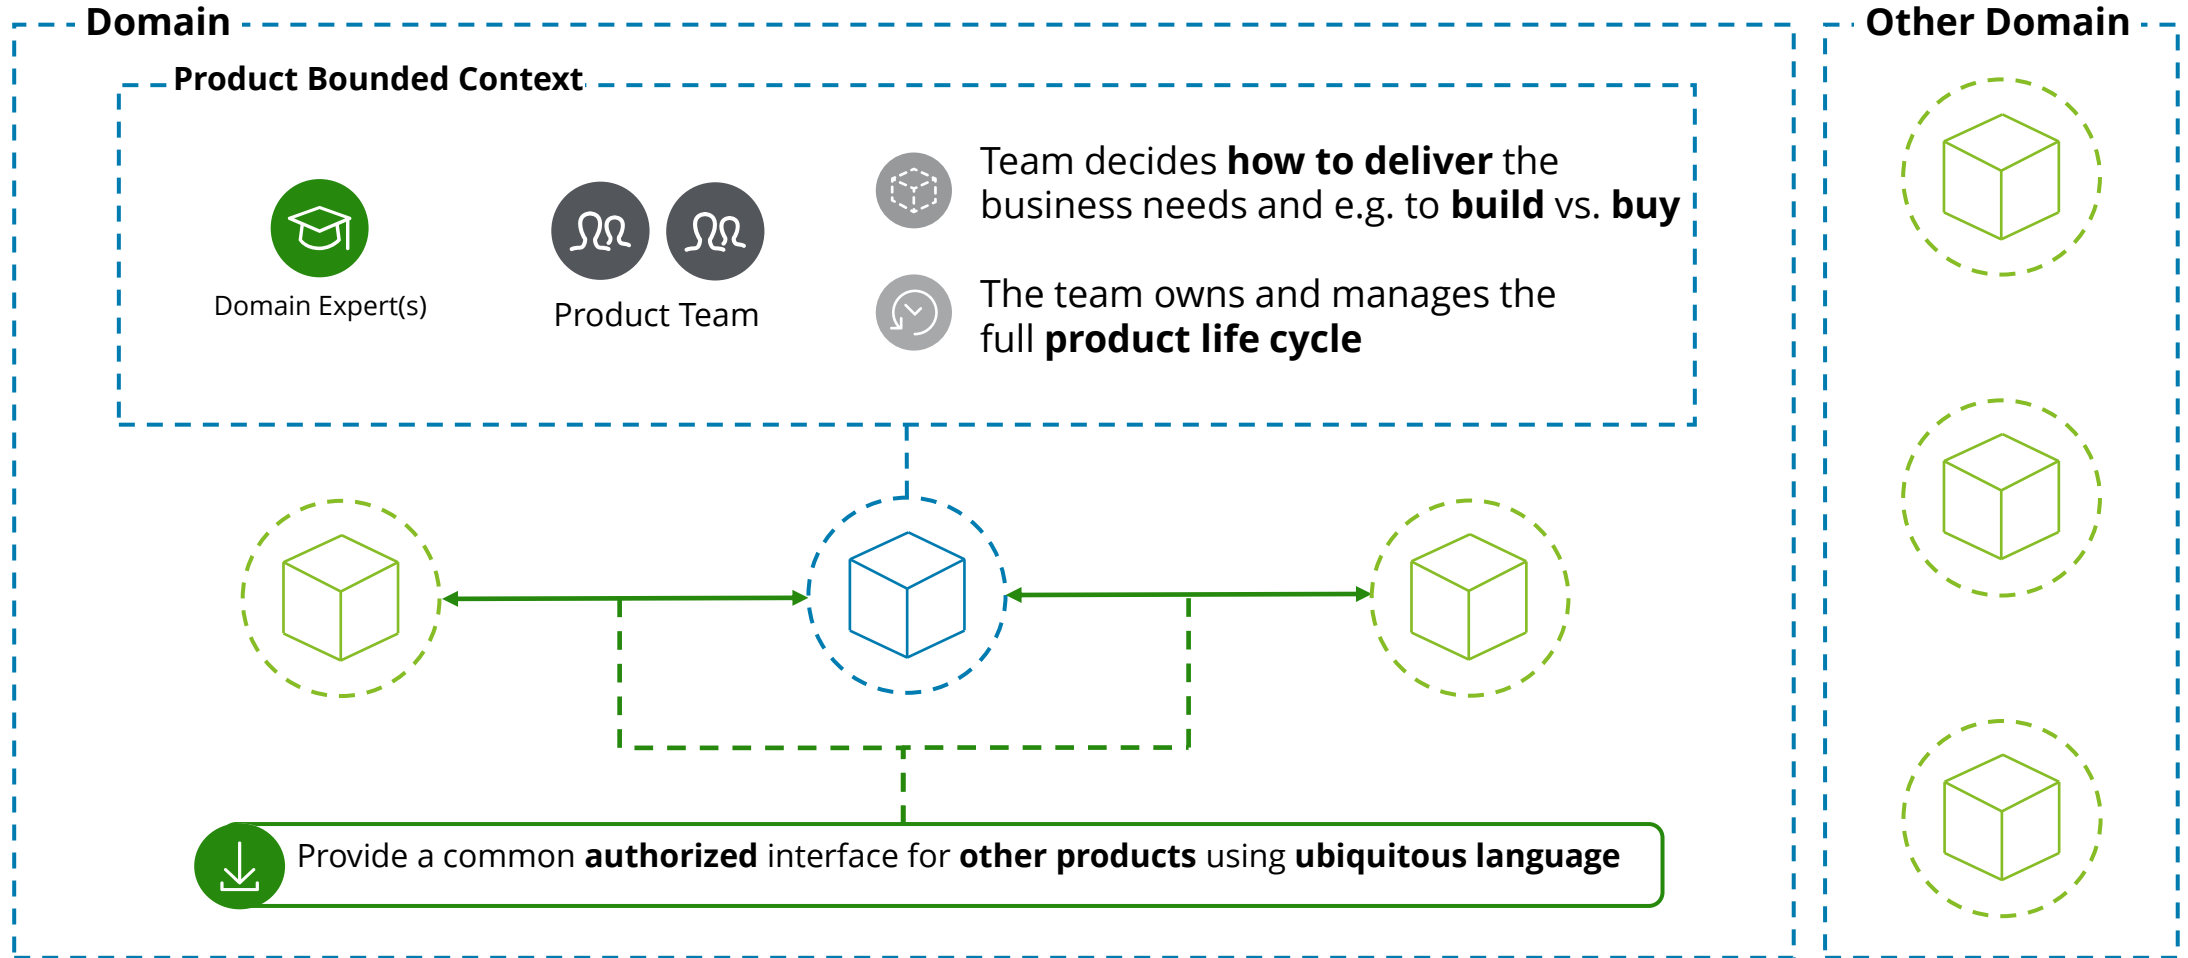 Domain
Other Domain
Product Bounded Context
Team decides how to deliver the
business needs and e.g. to build vs. buy
Domain Expert(s)
Product Team
The team owns and manages the
full product life cycle
Provide a common authorized interface for other products using ubiquitous language